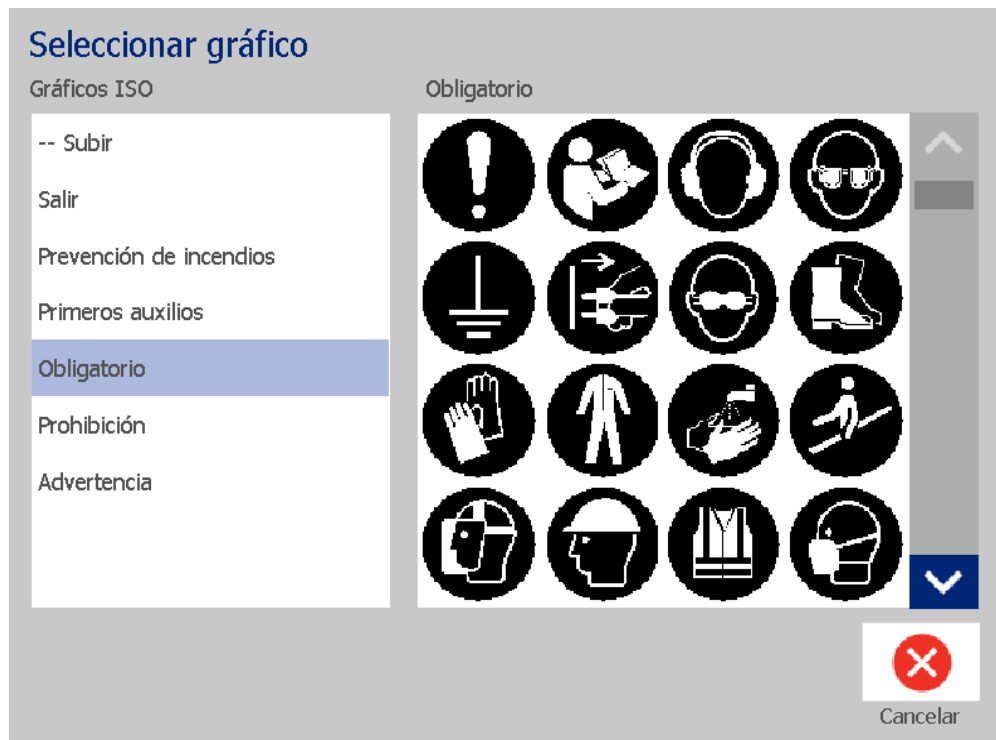 Seleccionar gráfico
Gráficos ISO
Obligatorio
-- Subir
Salir
Prevención de incendios
Primeros auxilios
Obligatorio
Prohibición
Advertencia
Cancelar